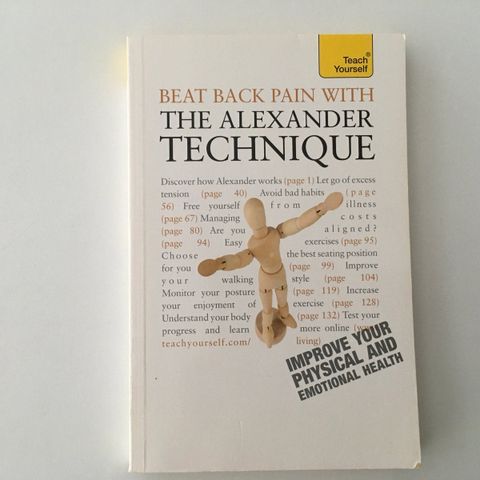 Teach®
Yourself
BEAT BACK PAIN WITH
THE ALEXANDER
TECHNIQUE
Discover how Alexander works (page 1) Let go of excess
tension (page 40) Avoid bad habits (page
56) Free yourself from illness
(page 67) Managing costs
(page 80) Are you aligned?
(page 94) Easy exercises (page 95)
Choose the best seating position
for you (page 99) Improve
your walking style (page 104)
Monitor your posture (page 119) Increase
your enjoyment of exercise (page 128)
Understand your body (page 132) Test your
progress and learn more online (www.
teachyourself.com/ living)
IMPROVE YOUR
PHYSICAL AND
EMOTIONAL HEALTH